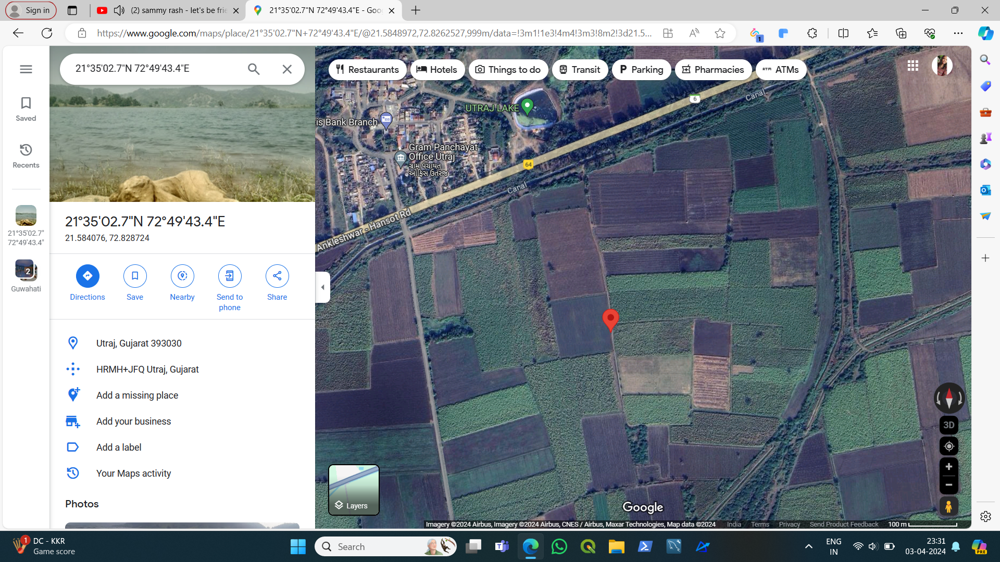 Sign in
(2) sammy rash - let's be frie
21°35'02.7"N 72°49'43.4"E - Goo
https://www.google.com/maps/place/21°35'02.7"N+72°49'43.4"E/@21.5848972,72.8262527,999m/data=!3m1!1e3!4m4!3m3!8m2!3d21.5...
1
21°35'02.7"N 72°49'43.4"E
Restaurants
Hotels
Things to do
Transit
Parking
Pharmacies
ATMs
Saved
Recents
21°35'02.7"
72°49'43.4"
2
Guwahati
21°35'02.7"N 72°49'43.4"E
21.584076, 72.828724
Directions
Save
Nearby
Send to
phone
Share
Utraj, Gujarat 393030
HRMH+JFQ Utraj, Gujarat
Add a missing place
Add your business
Add a label
Your Maps activity
Photos
UTRAJ LAKE
is Bank Branch
Gram Panchayat
Office Utraj
ગ્રામ પંચાયત
ઓફિસ ઉતરાજ
6
Canal
64
Canal
Ankleshwar - Hansot Rd
3D
Layers
Google
Imagery ©2024 Airbus, Imagery ©2024 Airbus, CNES / Airbus, Maxar Technologies, Map data ©2024
India
Terms
Privacy
Send Product Feedback
100 m
1
DC - KKR
Game score
Search
ENG
IN
23:31
03-04-2024
PRE